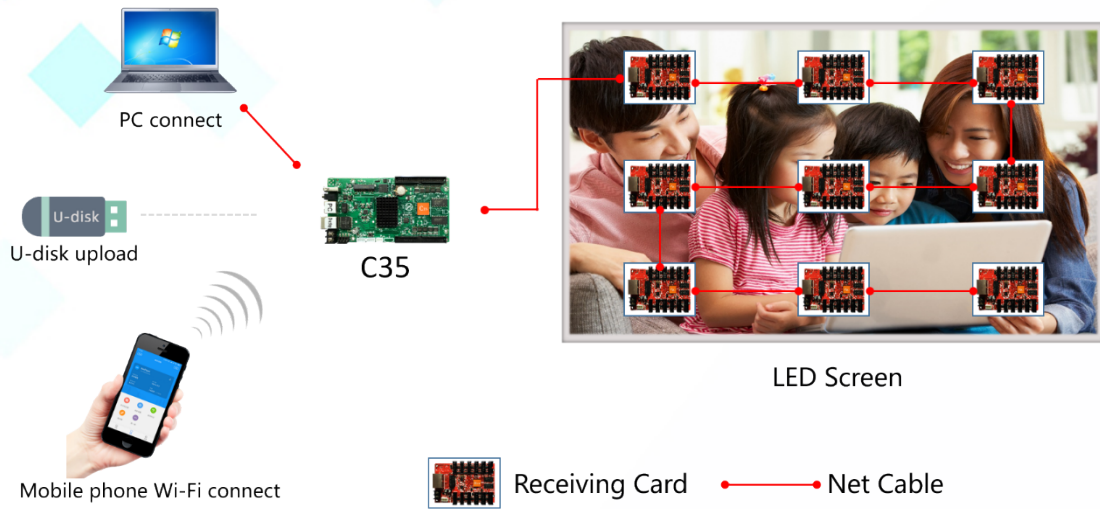 PC connect
U-disk
U-disk upload
C35
Mobile phone Wi-Fi connect
LED Screen
Receiving Card
Net Cable